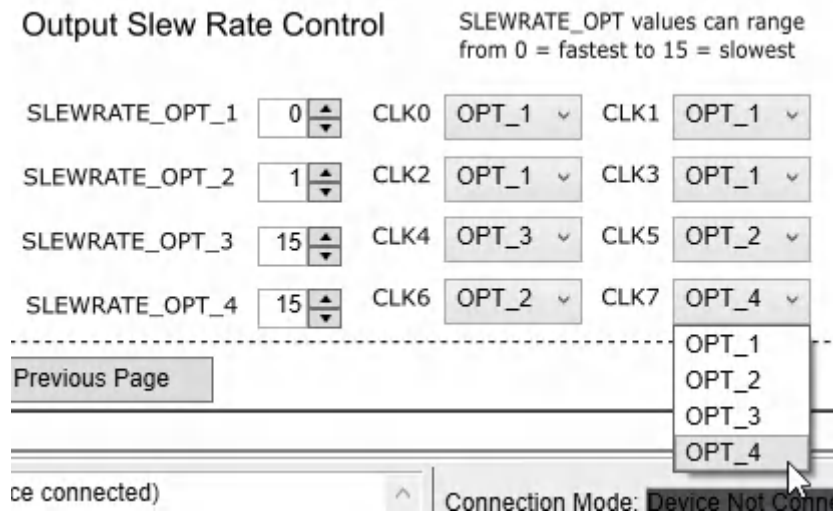 Output Slew Rate Control
SLEWRATE_OPT values can range
from 0 = fastest to 15 = slowest
SLEWRATE_OPT_1 0 CLK0 OPT_1 CLK1 OPT_1
SLEWRATE_OPT_2 1 CLK2 OPT_1 CLK3 OPT_1
SLEWRATE_OPT_3 15 CLK4 OPT_3 CLK5 OPT_2
SLEWRATE_OPT_4 15 CLK6 OPT_2 CLK7 OPT_4
OPT_1
OPT_2
OPT_3
OPT_4
Previous Page
ce connected)
Connection Mode: Device Not Conn